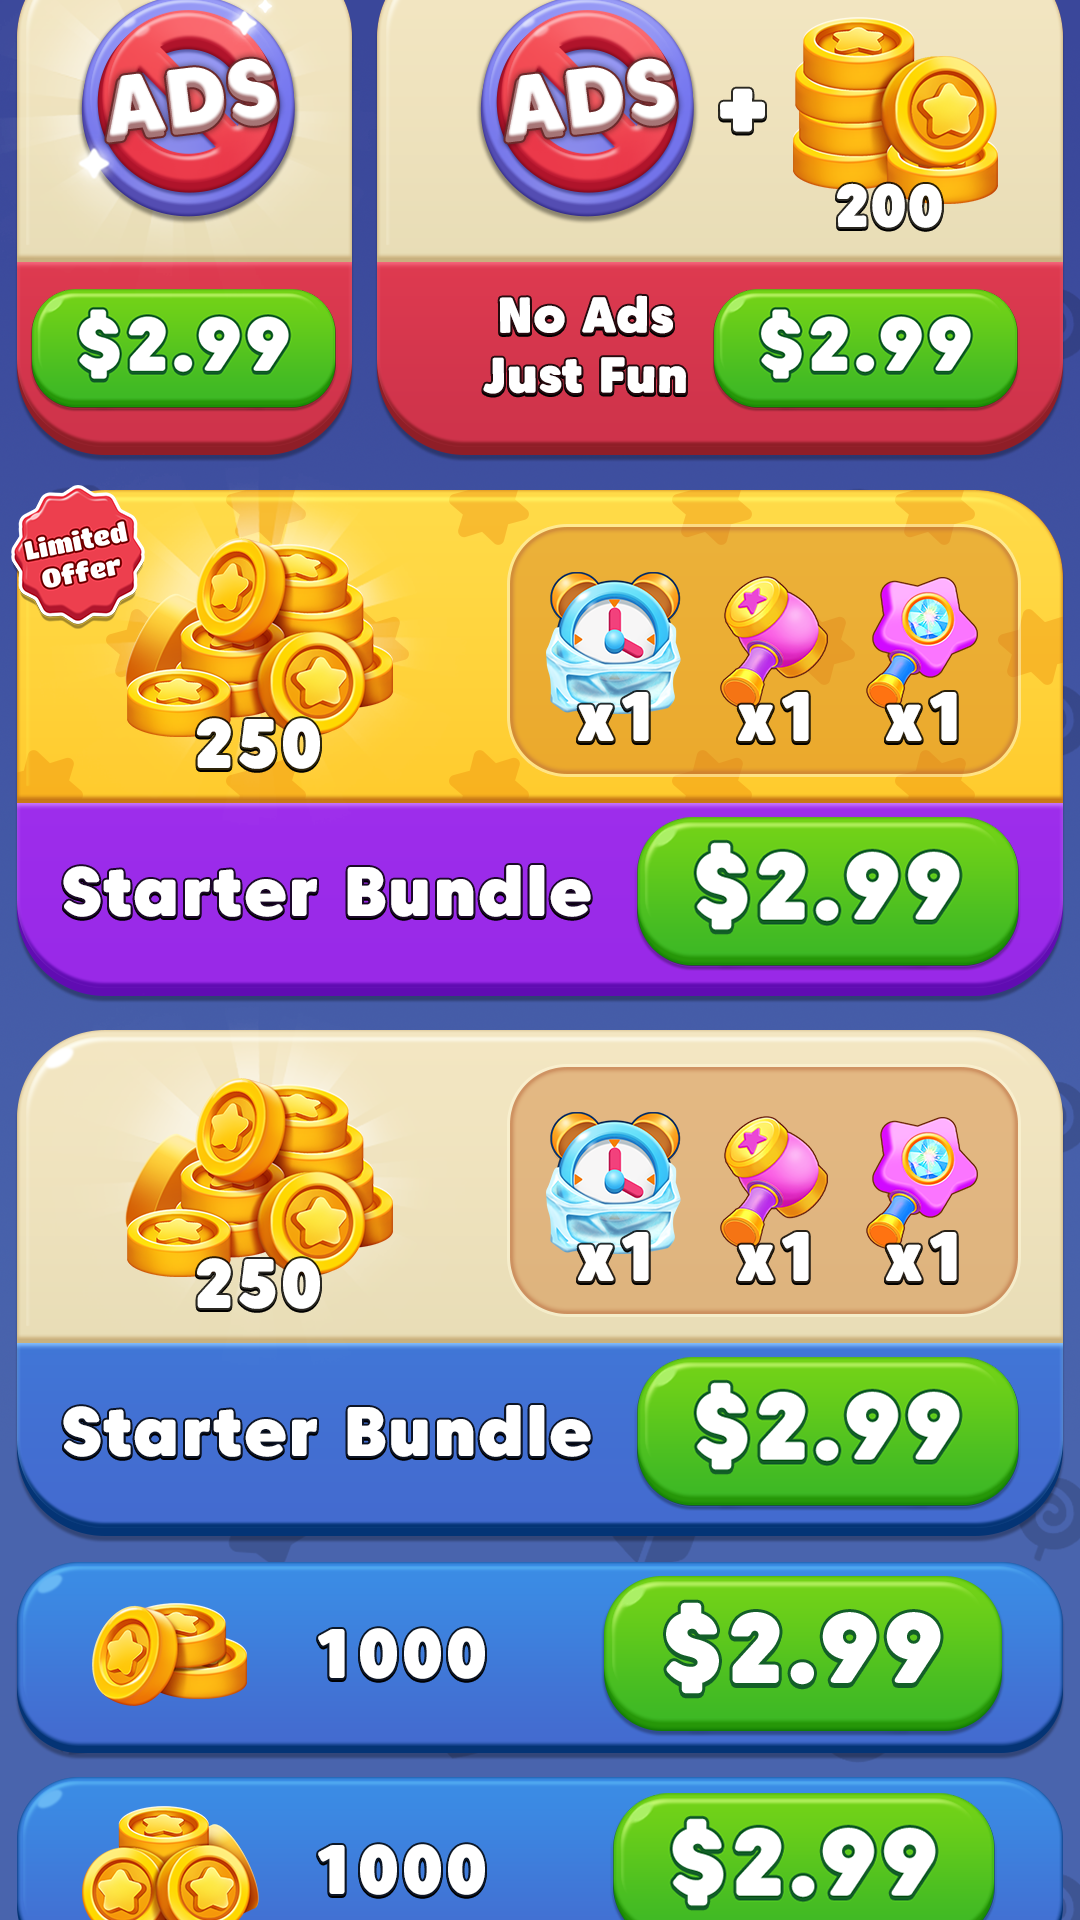 ADS
$2.99
ADS
200
No Ads
Just Fun
$2.99
Limited
Offer
250
x1
x1
x1
Starter Bundle
$2.99
250
x1
x1
x1
Starter Bundle
$2.99
1000
$2.99
1000
$2.99